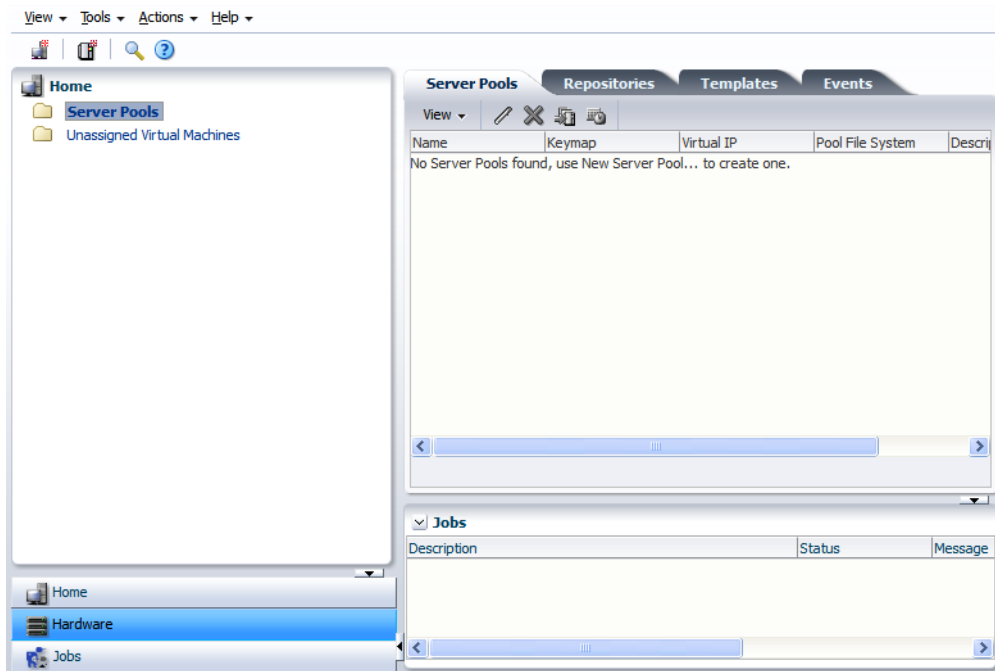 View Tools Actions Help
Home
Server Pools
Unassigned Virtual Machines
Home
Hardware
Jobs
Server Pools Repositories Templates Events
View
Name Keymap Virtual IP Pool File System Descri
No Server Pools found, use New Server Pool... to create one.
Jobs
Description Status Message